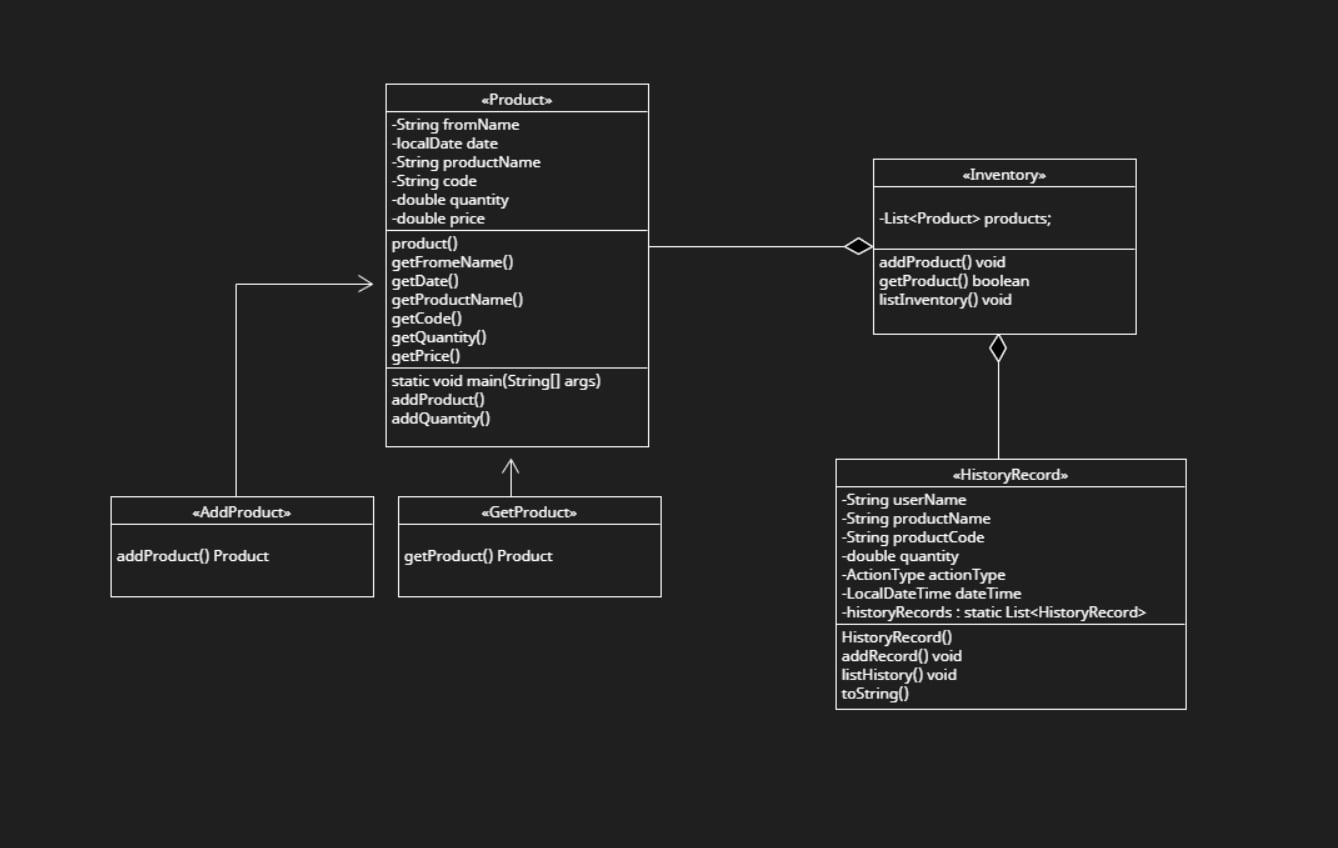 «Product»
-String fromName
-localDate date
-String productName
-String code
-double quantity
-double price
product()
getFromeName()
getDate()
getProductName()
getCode()
getQuantity()
getPrice()
static void main(String[] args)
addProduct()
addQuantity()
«Inventory»
-List<Product> products;
addProduct() void
getProduct() boolean
listInventory() void
«AddProduct»
addProduct() Product
«GetProduct»
getProduct() Product
«HistoryRecord»
-String userName
-String productName
-String productCode
-double quantity
-ActionType actionType
-LocalDateTime dateTime
-historyRecords : static List<HistoryRecord>
HistoryRecord()
addRecord() void
listHistory() void
toString()